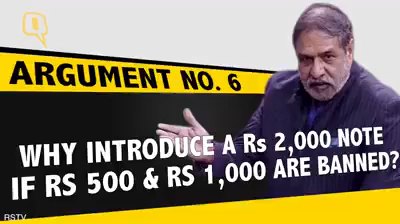 Q
ARGUMENT NO. 6
WHY INTRODUCE A Rs 2,000 NOTE
IF RS 500 & RS 1,000 ARE BANNED?
RSTV